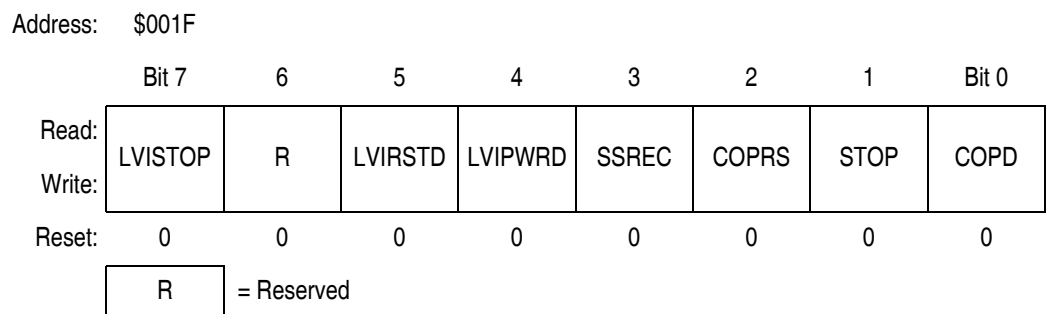 Address: $001F
Bit 7 6 5 4 3 2 1 Bit 0
Read:
LVISTOP R LVIRSTD LVIPWRD SSREC COPRS STOP COPD
Write:
Reset: 0 0 0 0 0 0 0 0
R = Reserved